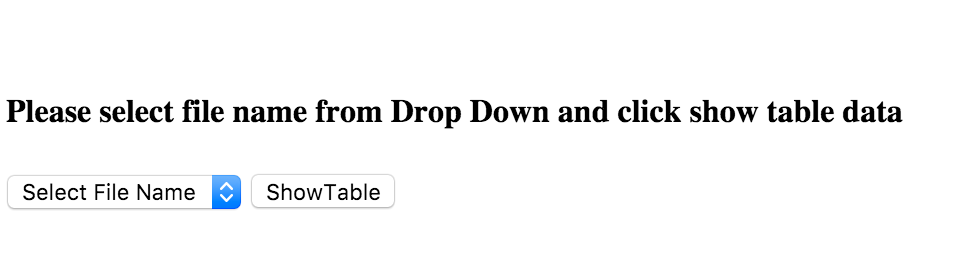 Please select file name from Drop Down and click show table data
Select File Name ShowTable